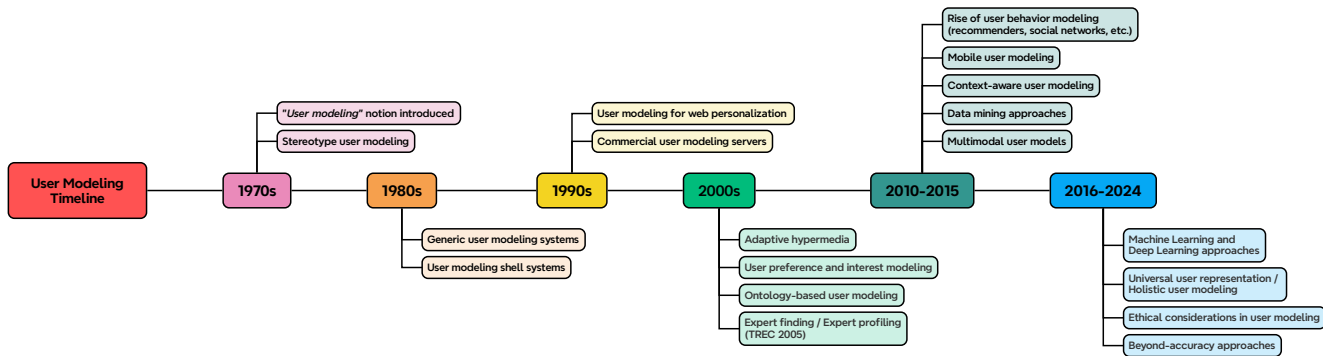 User Modeling
Timeline
1970s
"User modeling" notion introduced
Stereotype user modeling
1980s
Generic user modeling systems
User modeling shell systems
1990s
User modeling for web personalization
Commercial user modeling servers
2000s
Adaptive hypermedia
User preference and interest modeling
Ontology-based user modeling
Expert finding / Expert profiling
(TREC 2005)
2010-2015
Rise of user behavior modeling
(recommenders, social networks, etc.)
Mobile user modeling
Context-aware user modeling
Data mining approaches
Multimodal user models
2016-2024
Machine Learning and
Deep Learning approaches
Universal user representation /
Holistic user modeling
Ethical considerations in user modeling
Beyond-accuracy approaches